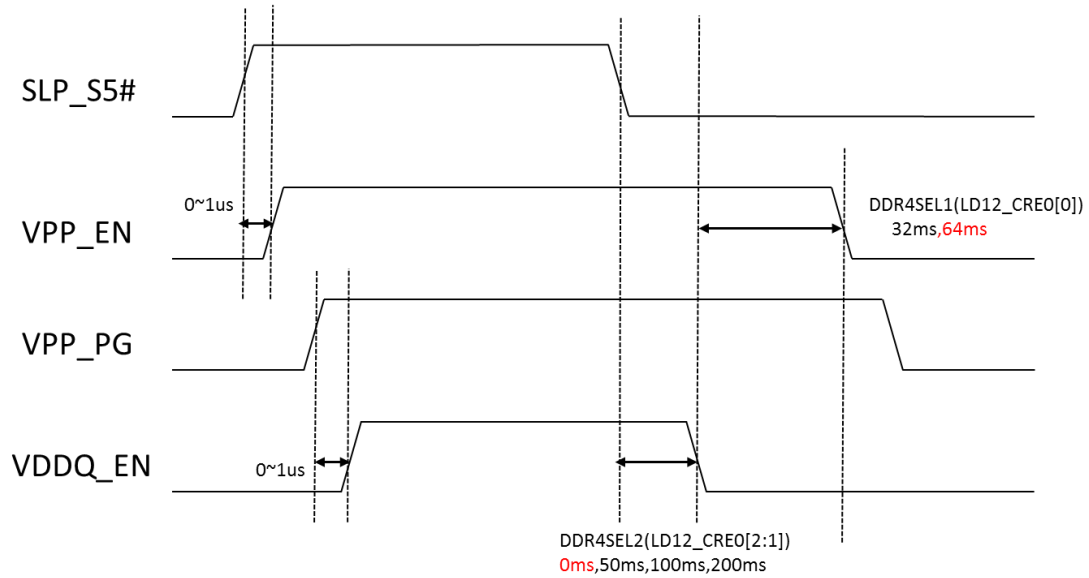 SLP_S5#
0~1us
VPP_EN
DDR4SEL1(LD12_CRE0[0])
32ms,64ms
VPP_PG
VDDQ_EN
0~1us
DDR4SEL2(LD12_CRE0[2:1])
0ms,50ms,100ms,200ms